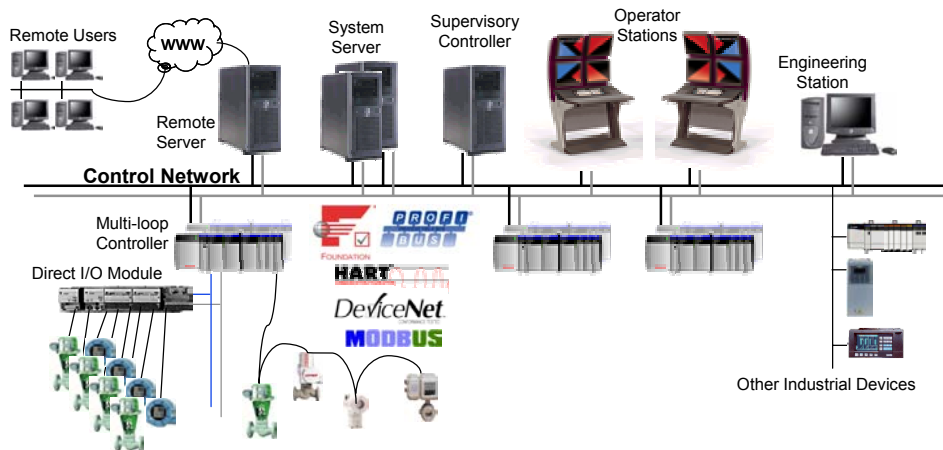 Remote Users
WWW
Remote
Server
System
Server
Supervisory
Controller
Operator
Stations
Engineering
Station
Control Network
Multi-loop
Controller
FOUNDATION
PROFI
BUS
HART
DeviceNet
MODBUS
Direct I/O Module
Other Industrial Devices